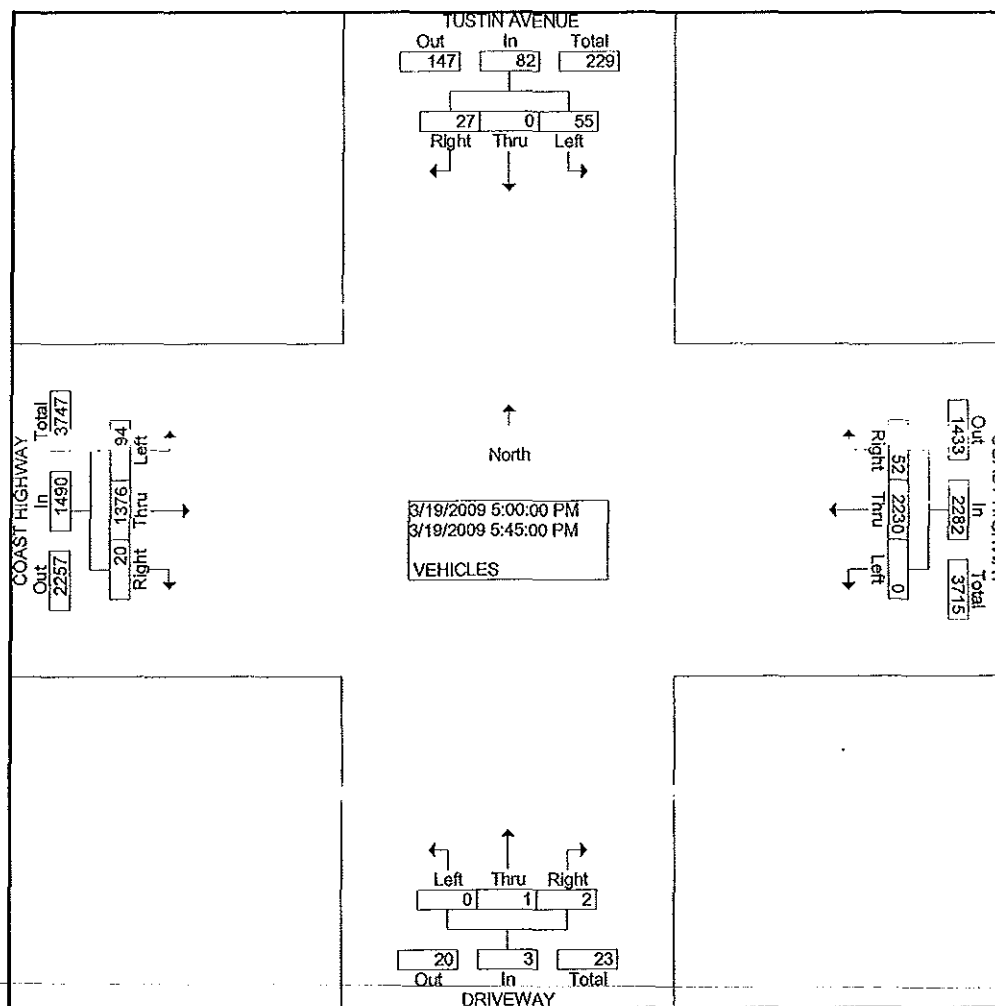 TUSTIN AVENUE
Out In Total
147 82 229
27 0 55
Right Thru Left
COAST HIGHWAY
Total In Out
3747 1490 2257
94 1376 20
Left Thru Right
North
3/19/2009 5:00:00 PM
3/19/2009 5:45:00 PM
VEHICLES
Right Thru Left
52 2230 0
1433 2282 3715
Out In Total
Left Thru Right
0 1 2
20 3 23
Out In Total
DRIVEWAY